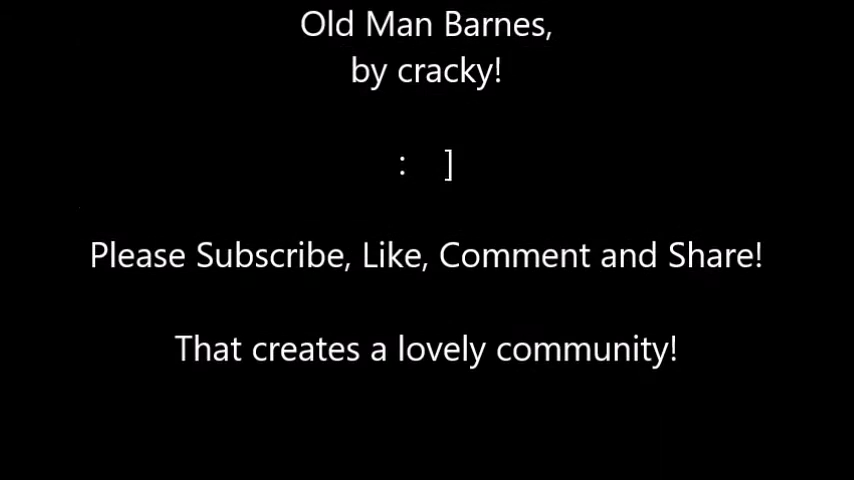 Old Man Barnes,
by cracky!
:   ]
Please Subscribe, Like, Comment and Share!
That creates a lovely community!